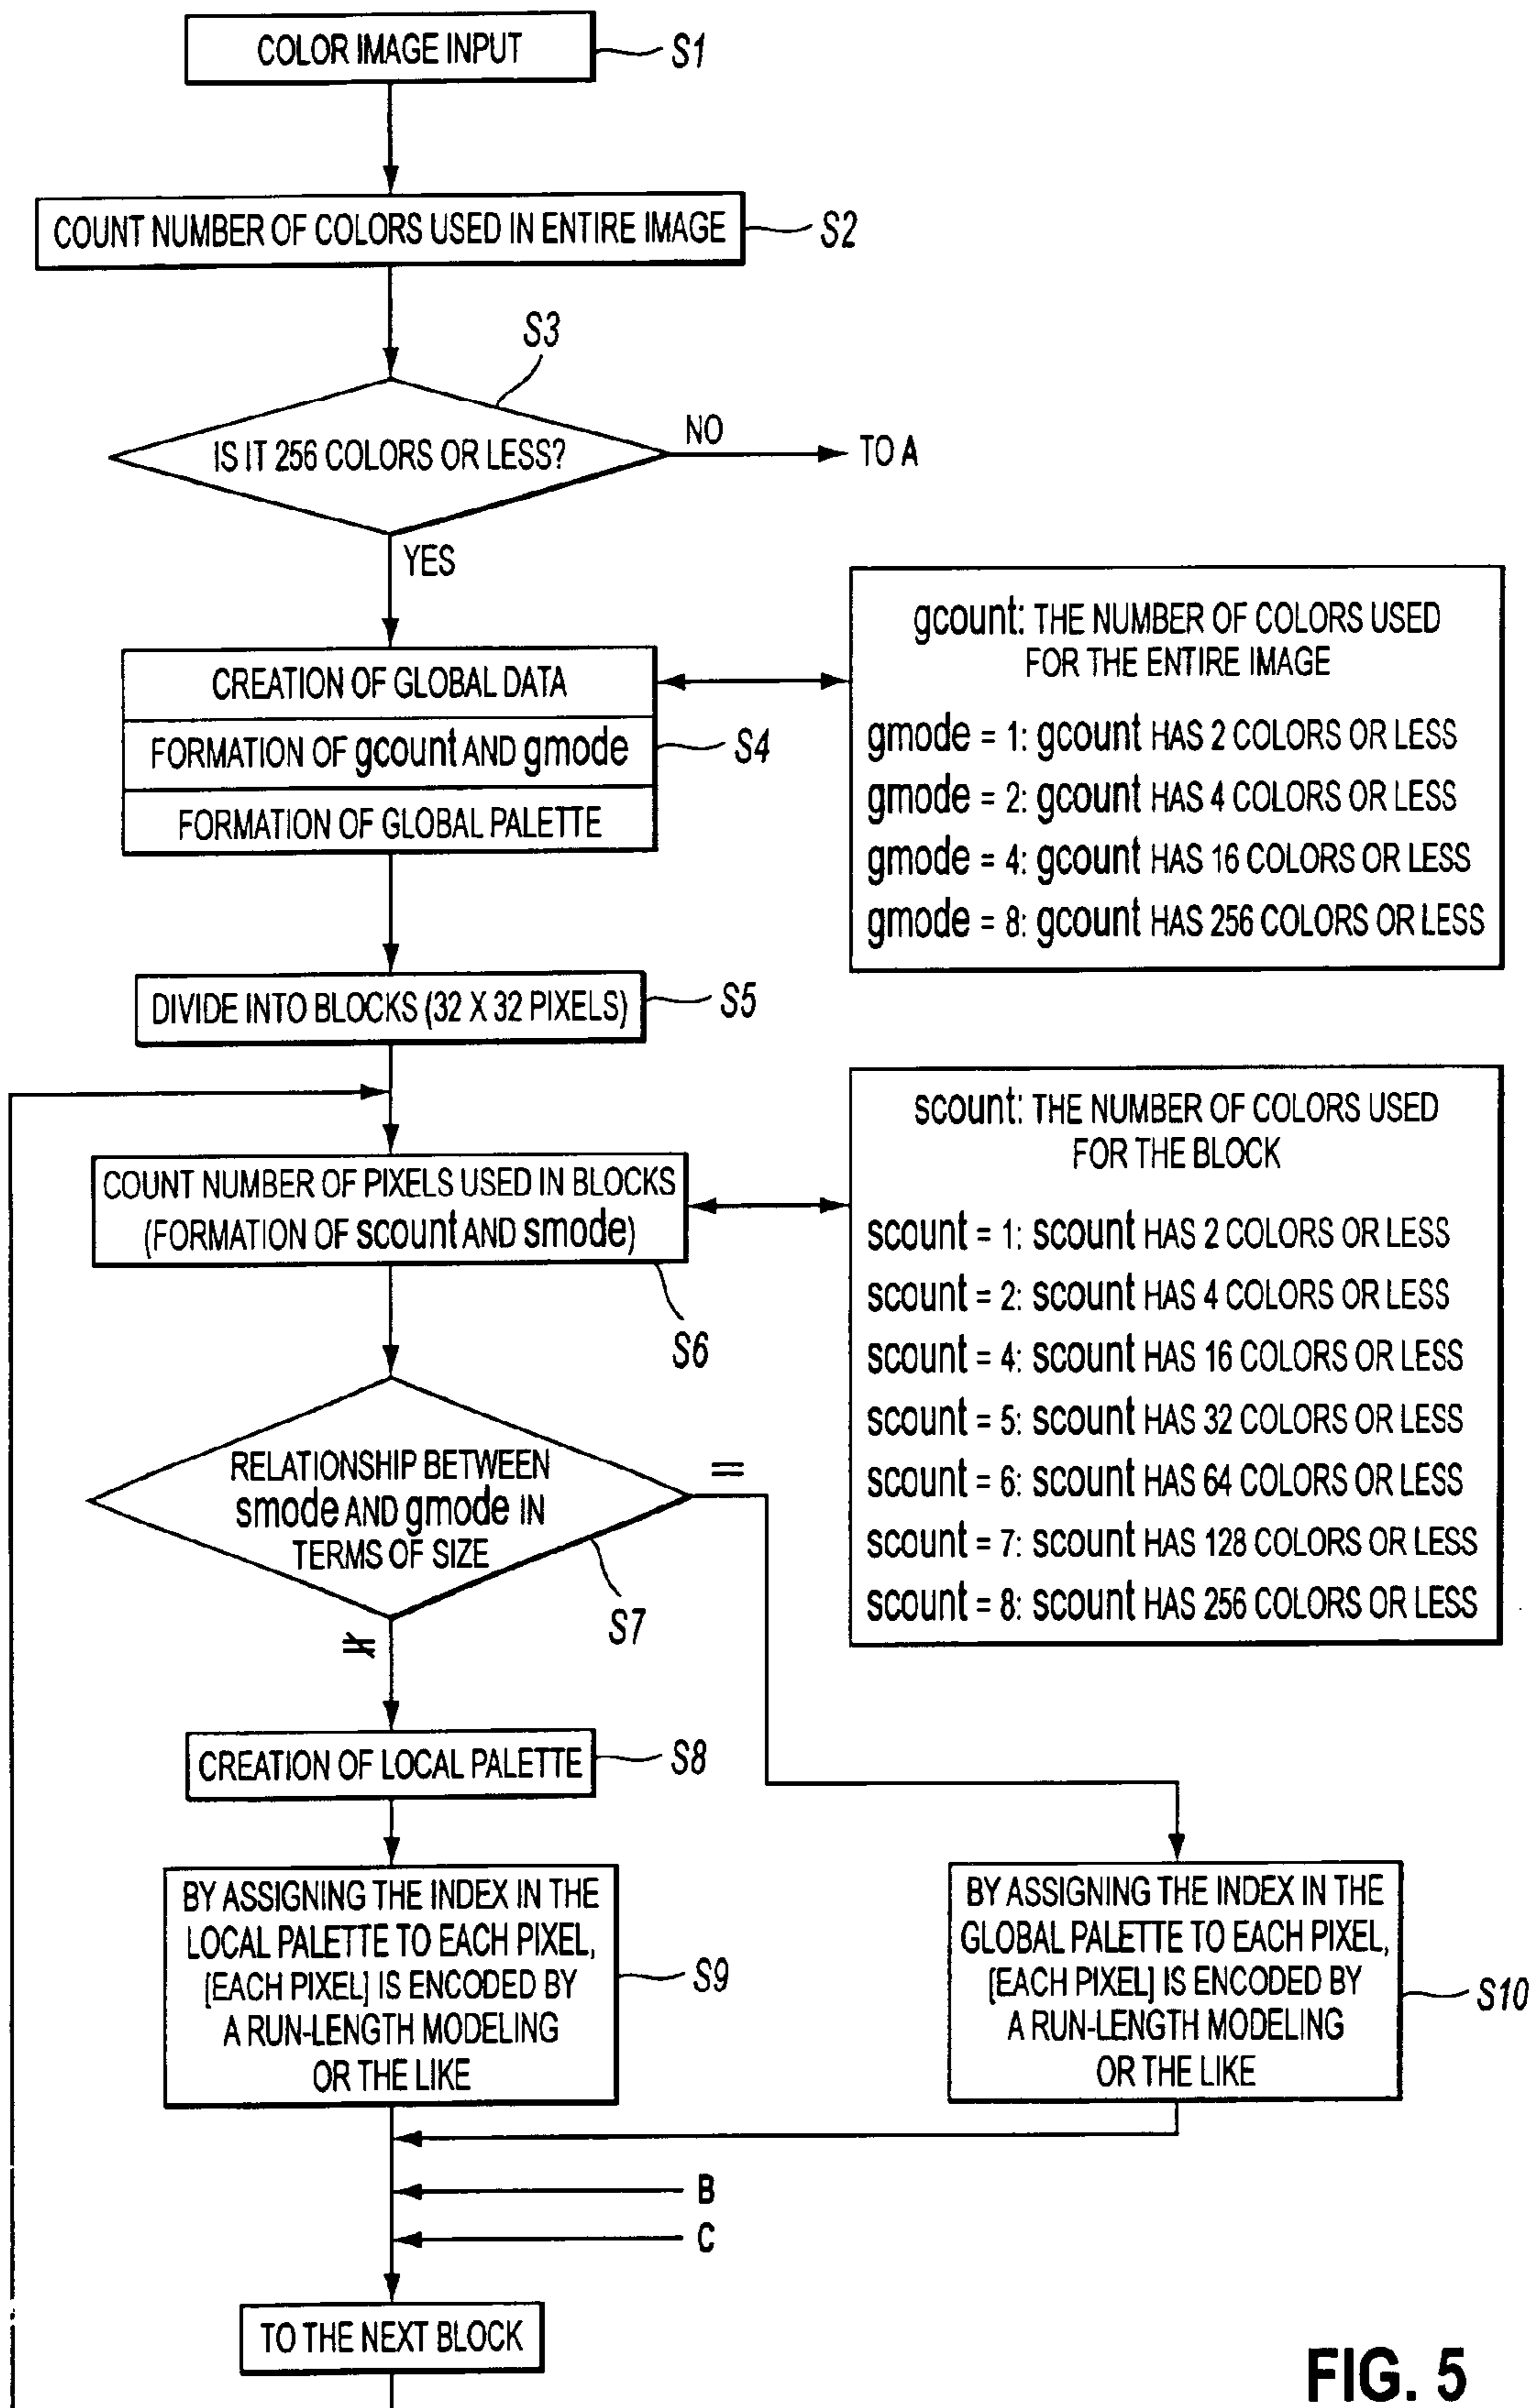 COLOR IMAGE INPUT
S1
COUNT NUMBER OF COLORS USED IN ENTIRE IMAGE
S2
S3
IS IT 256 COLORS OR LESS?
NO
TO A
YES
CREATION OF GLOBAL DATA
FORMATION OF gcount AND gmode
FORMATION OF GLOBAL PALETTE
S4
gcount: THE NUMBER OF COLORS USED
FOR THE ENTIRE IMAGE
gmode = 1: gcount HAS 2 COLORS OR LESS
gmode = 2: gcount HAS 4 COLORS OR LESS
gmode = 4: gcount HAS 16 COLORS OR LESS
gmode = 8: gcount HAS 256 COLORS OR LESS
DIVIDE INTO BLOCKS (32 X 32 PIXELS)
S5
COUNT NUMBER OF PIXELS USED IN BLOCKS
(FORMATION OF scount AND smode)
S6
scount: THE NUMBER OF COLORS USED
FOR THE BLOCK
scount = 1: scount HAS 2 COLORS OR LESS
scount = 2: scount HAS 4 COLORS OR LESS
scount = 4: scount HAS 16 COLORS OR LESS
scount = 5: scount HAS 32 COLORS OR LESS
scount = 6: scount HAS 64 COLORS OR LESS
scount = 7: scount HAS 128 COLORS OR LESS
scount = 8: scount HAS 256 COLORS OR LESS
RELATIONSHIP BETWEEN
smode AND gmode IN
TERMS OF SIZE
=
S7
≠
CREATION OF LOCAL PALETTE
S8
BY ASSIGNING THE INDEX IN THE
LOCAL PALETTE TO EACH PIXEL,
[EACH PIXEL] IS ENCODED BY
A RUN-LENGTH MODELING
OR THE LIKE
S9
BY ASSIGNING THE INDEX IN THE
GLOBAL PALETTE TO EACH PIXEL,
[EACH PIXEL] IS ENCODED BY
A RUN-LENGTH MODELING
OR THE LIKE
S10
B
C
TO THE NEXT BLOCK
FIG. 5